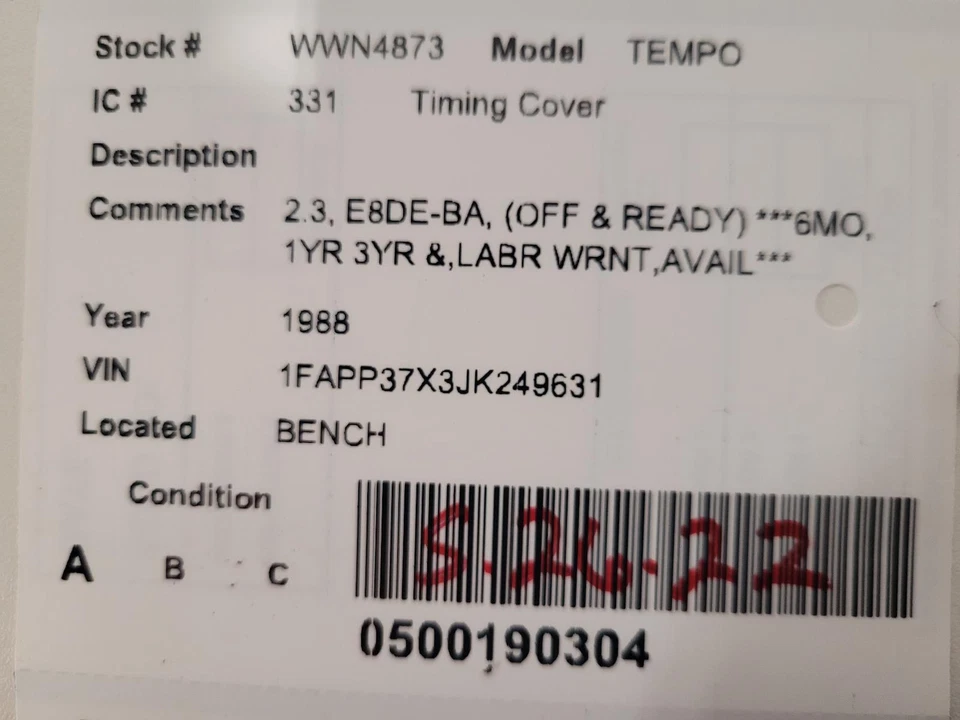 Stock # WWN4873 Model TEMPO
IC # 331 Timing Cover
Description
Comments 2.3, E8DE-BA, (OFF & READY) ***6MO,
1YR 3YR &,LABR WRNT,AVAIL***
Year 1988
VIN 1FAPP37X3JK249631
Located BENCH
Condition
A B C
5-26-22
0500190304